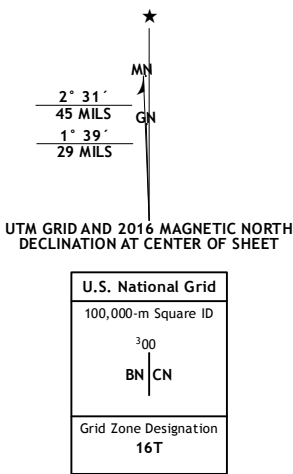 MN
GN
2° 31´
45 MILS
1° 39´
29 MILS
UTM GRID AND 2016 MAGNETIC NORTH
DECLINATION AT CENTER OF SHEET
U.S. National Grid
100,000-m Square ID
³00
BN CN
Grid Zone Designation
16T